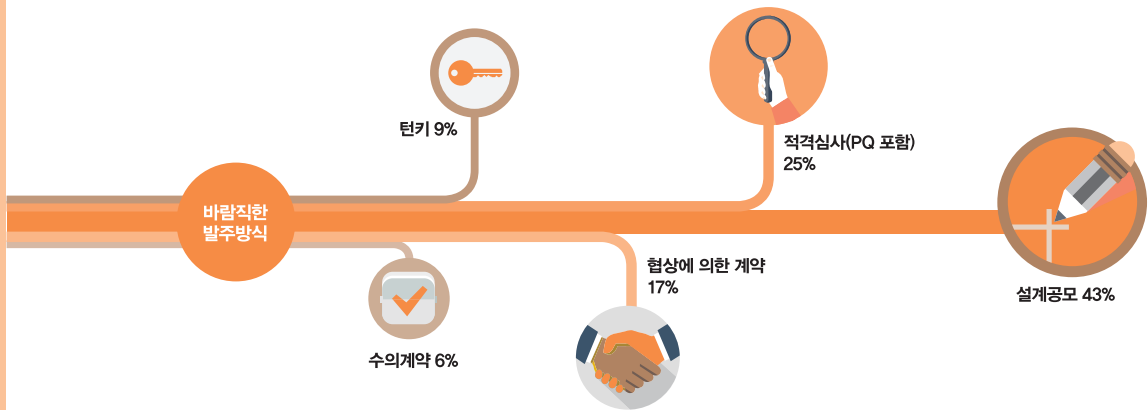 턴키 9%
적격심사(PQ 포함)
25%
바람직한
발주방식
협상에 의한 계약
17%
설계공모 43%
수의계약 6%